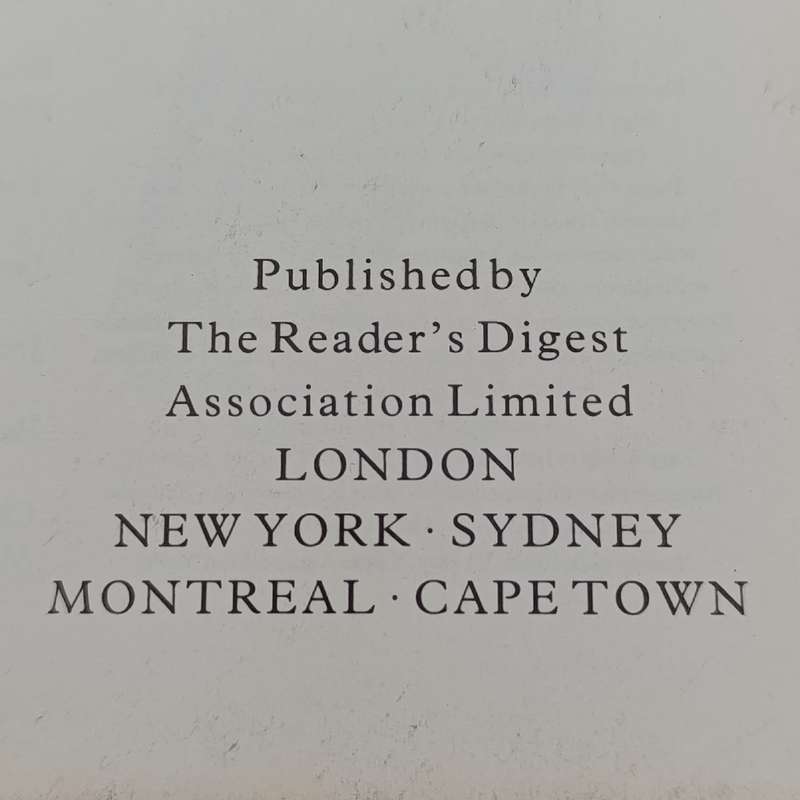 Published by
The Reader’s Digest
Association Limited
LONDON
NEW YORK · SYDNEY
MONTREAL · CAPE TOWN